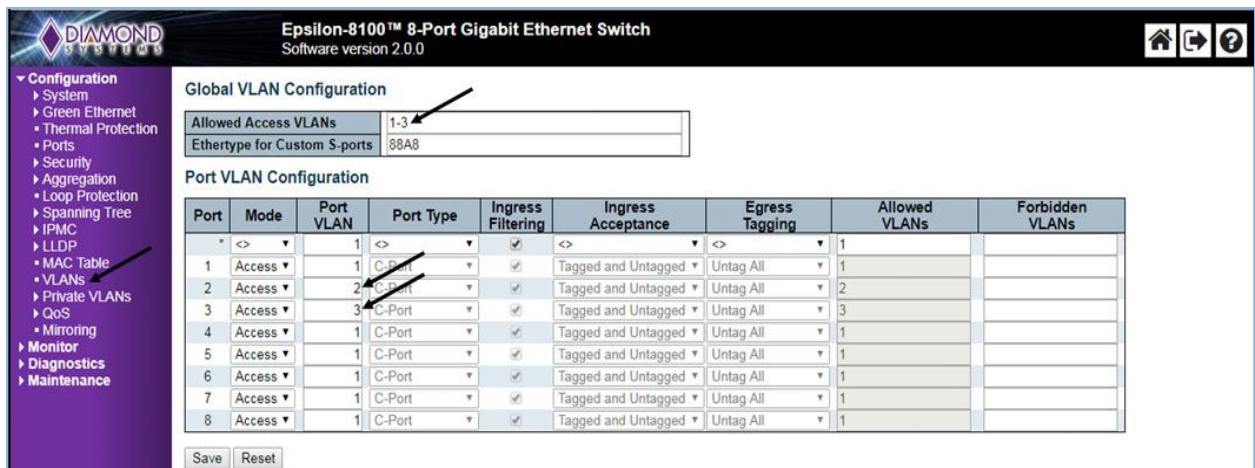 DIAMOND
SYSTEMS
Epsilon-8100™ 8-Port Gigabit Ethernet Switch
Software version 2.0.0
Configuration
System
Green Ethernet
Thermal Protection
Ports
Security
Aggregation
Loop Protection
Spanning Tree
IPMC
LLDP
MAC Table
VLANs
Private VLANs
QoS
Mirroring
Monitor
Diagnostics
Maintenance
Global VLAN Configuration
Allowed Access VLANs 1-3
Ethertype for Custom S-ports 88A8
Port VLAN Configuration
Port Mode Port VLAN Port Type Ingress Filtering Ingress Acceptance Egress Tagging Allowed VLANs Forbidden VLANs
* <> 1 <> <> <> 1
1 Access 1 C-Port Tagged and Untagged Untag All 1
2 Access 2 C-Port Tagged and Untagged Untag All 2
3 Access 3 C-Port Tagged and Untagged Untag All 3
4 Access 1 C-Port Tagged and Untagged Untag All 1
5 Access 1 C-Port Tagged and Untagged Untag All 1
6 Access 1 C-Port Tagged and Untagged Untag All 1
7 Access 1 C-Port Tagged and Untagged Untag All 1
8 Access 1 C-Port Tagged and Untagged Untag All 1
Save Reset